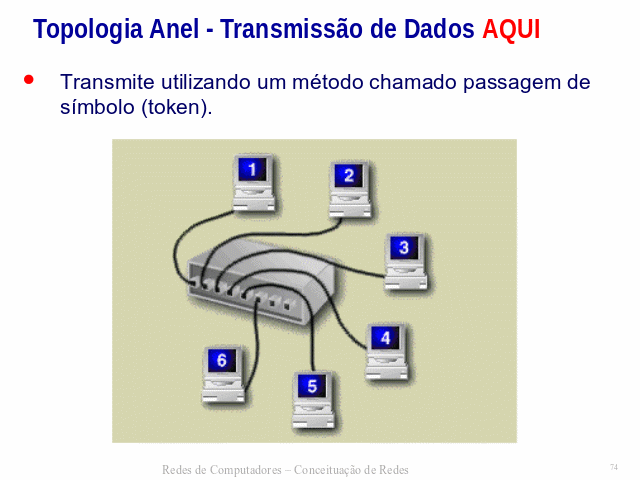 Topologia Anel - Transmissão de Dados AQUI
Transmite utilizando um método chamado passagem de
símbolo (token).
1
2
3
4
6
5
Redes de Computadores – Conceituação de Redes
74